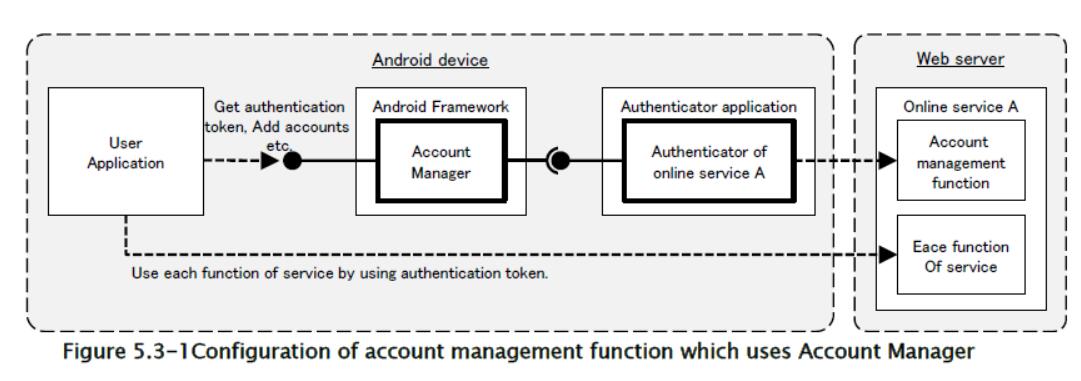 Android device
Web server
Get authentication
token, Add accounts
etc.
Android Framework
Authenticator application
Online service A
User
Application
Account
Manager
Authenticator of
online service A
Account
management
function
Eace function
Of service
Use each function of service by using authentication token.
Figure 5.3-1Configuration of account management function which uses Account Manager